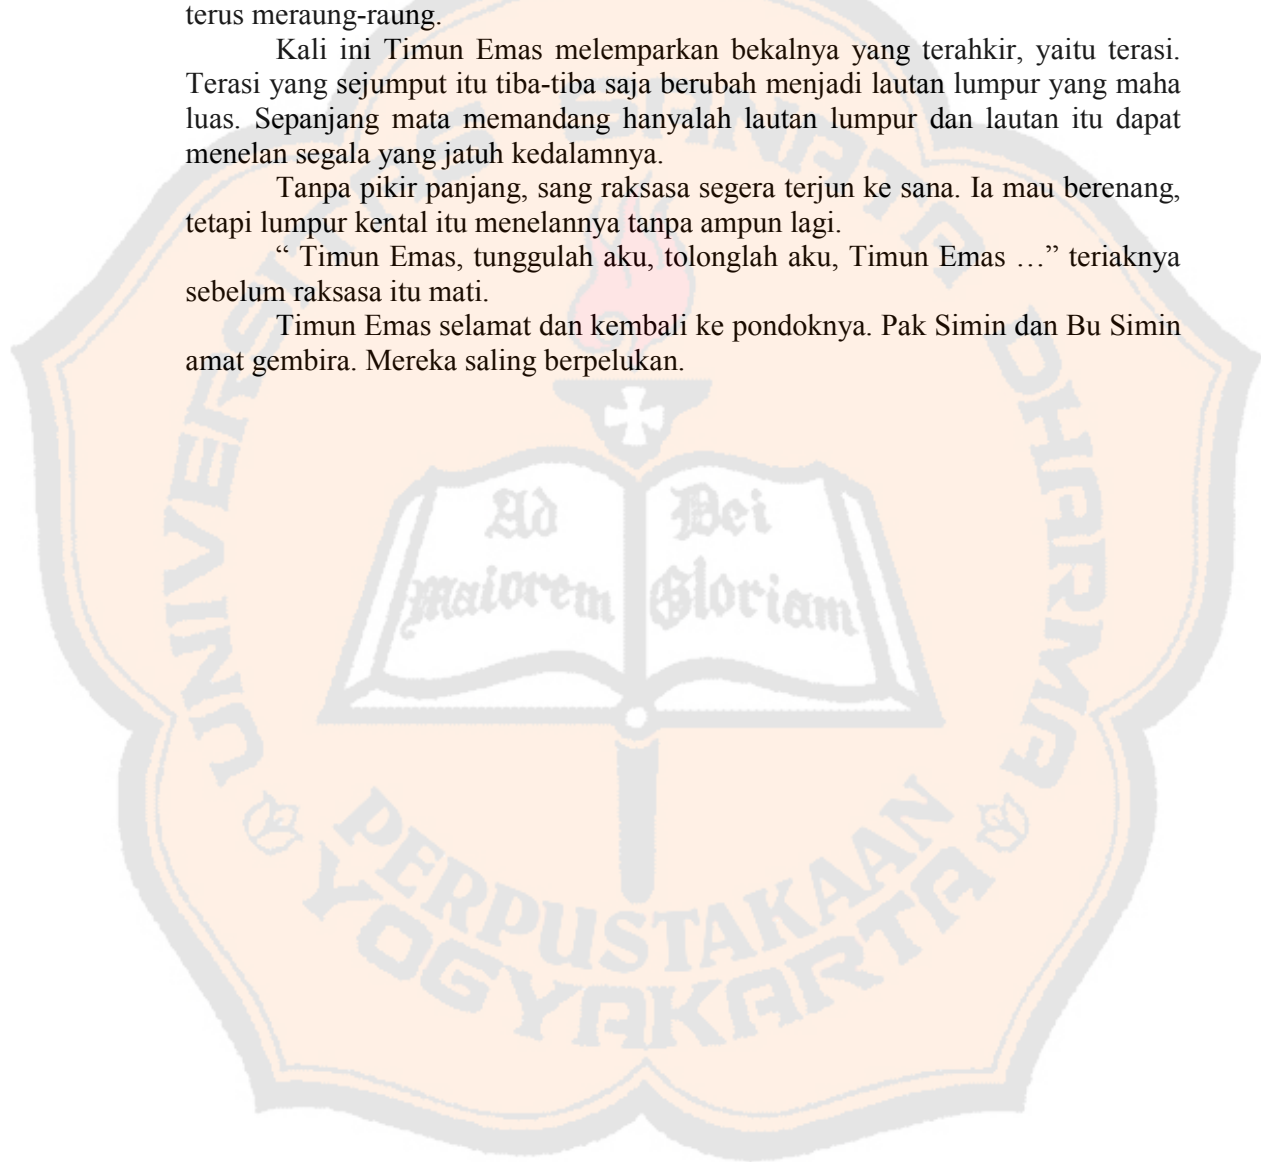 terus meraung-raung.
Kali ini Timun Emas melemparkan bekalnya yang terahkir, yaitu terasi.
Terasi yang sejumput itu tiba-tiba saja berubah menjadi lautan lumpur yang maha
luas. Sepanjang mata memandang hanyalah lautan lumpur dan lautan itu dapat
menelan segala yang jatuh kedalamnya.
Tanpa pikir panjang, sang raksasa segera terjun ke sana. Ia mau berenang,
tetapi lumpur kental itu menelannya tanpa ampun lagi.
“ Timun Emas, tunggulah aku, tolonglah aku, Timun Emas …” teriaknya
sebelum raksasa itu mati.
Timun Emas selamat dan kembali ke pondoknya. Pak Simin dan Bu Simin
amat gembira. Mereka saling berpelukan.
UNIVERSITAS SANATA DHARMA
Ad Dei
Maiorem Gloriam
PERPUSTAKAAN
YOGYAKARTA